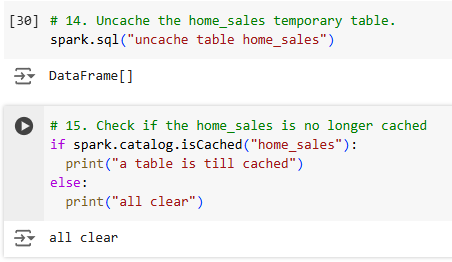 [30] # 14. Uncache the home_sales temporary table.
spark.sql("uncache table home_sales")
DataFrame[]
# 15. Check if the home_sales is no longer cached
if spark.catalog.isCached("home_sales"):
  print("a table is till cached")
else:
  print("all clear")
all clear